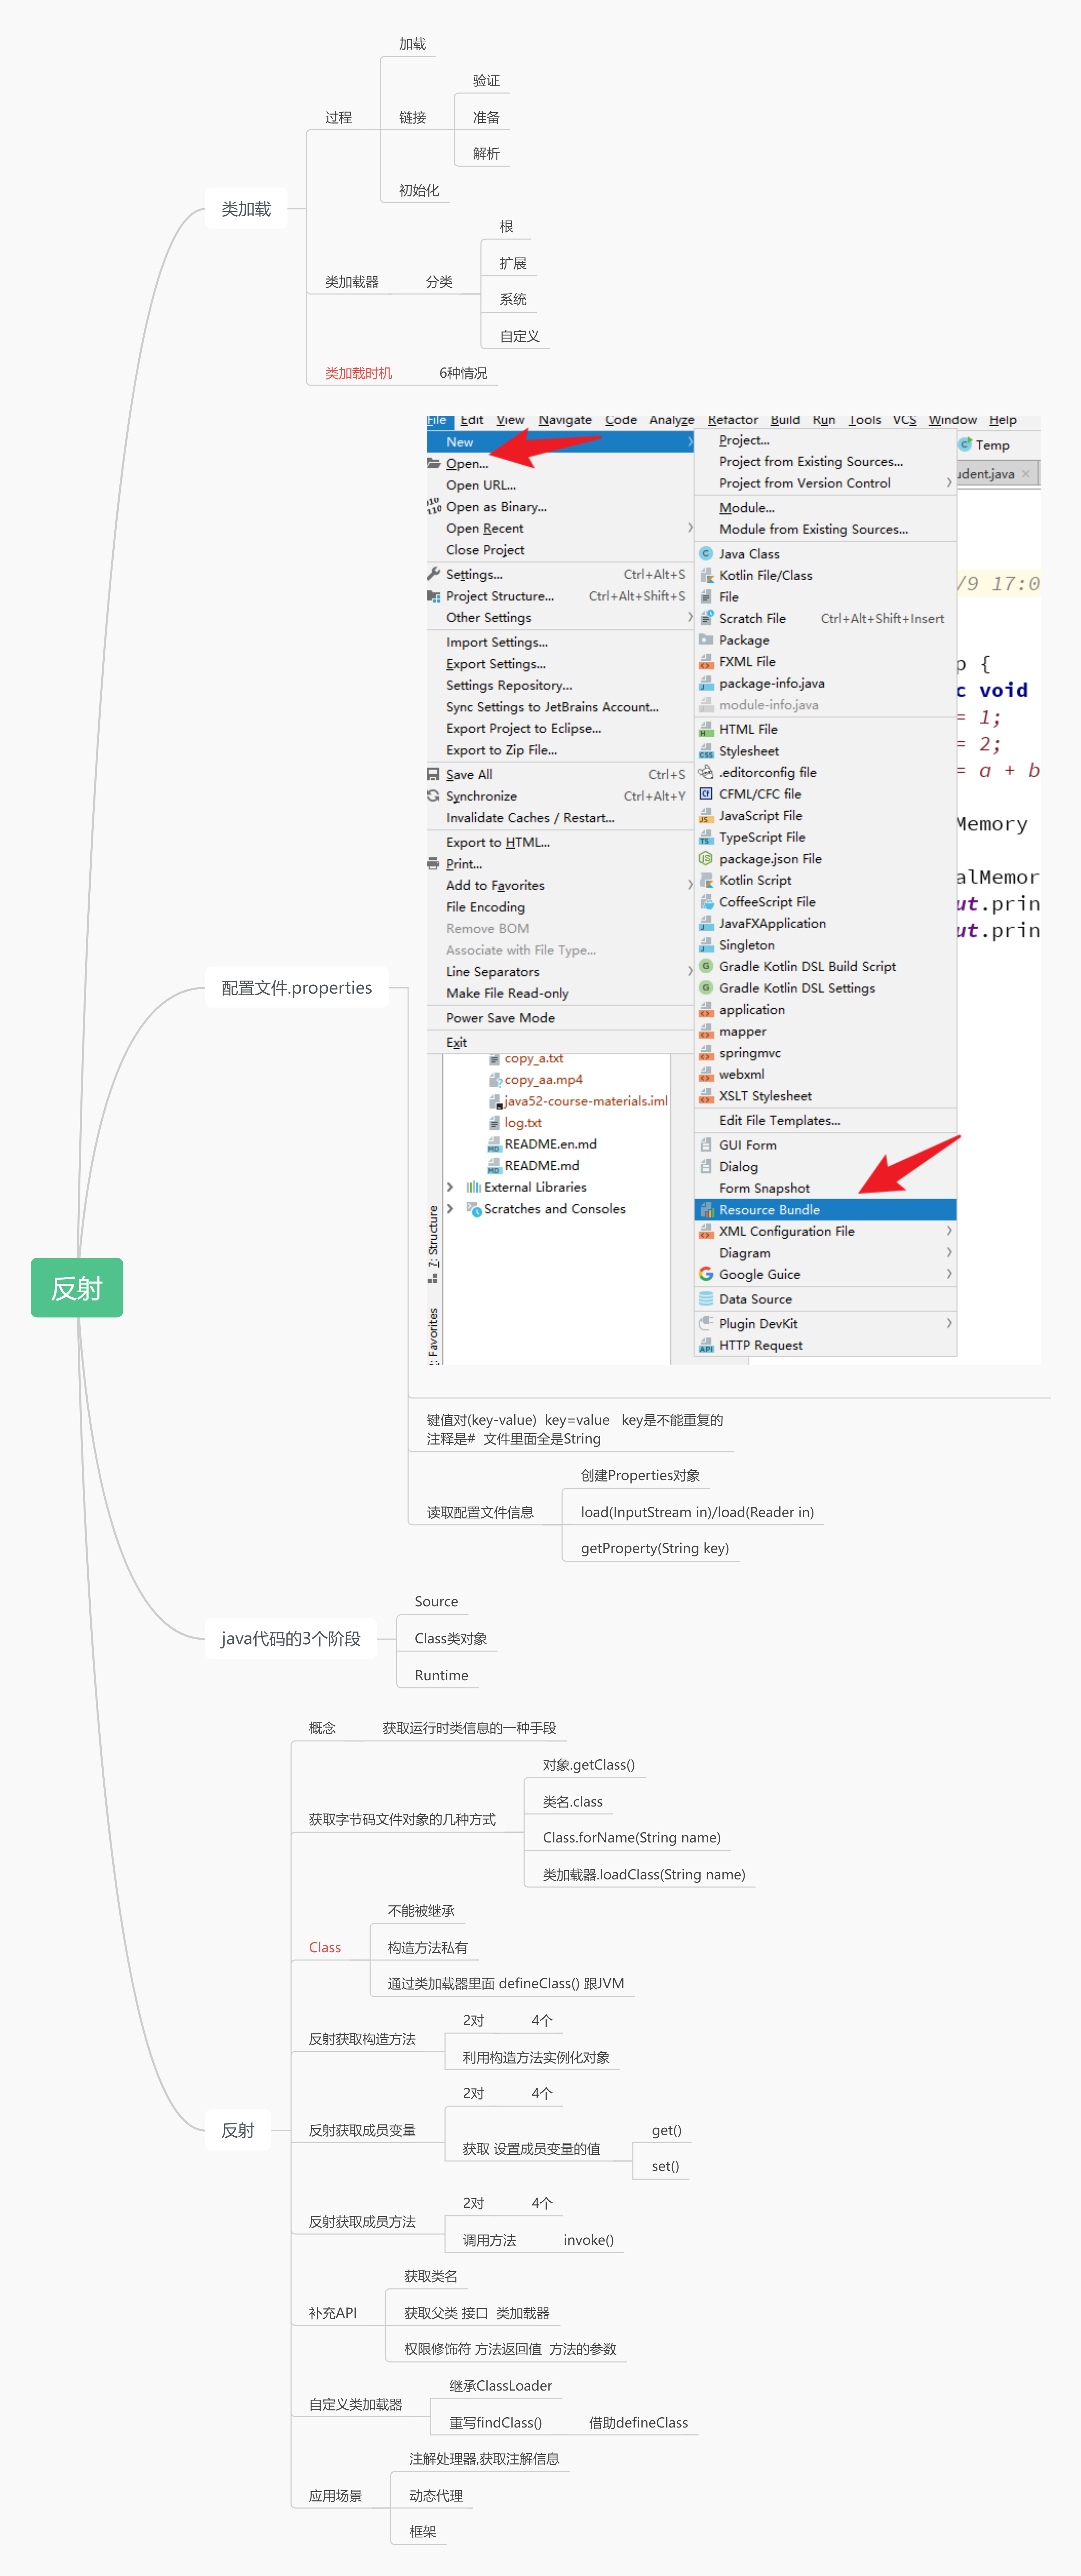 加载
验证
过程
链接
准备
解析
初始化
类加载
根
类加载器
分类
扩展
系统
自定义
类加载时机
6种情况
File Edit View Navigate Code Analyze Refactor Build Run Tools VCS Window Help
New
Open...
Open URL...
Open as Binary...
Open Recent
Close Project
Settings... Ctrl+Alt+S
Project Structure... Ctrl+Alt+Shift+S
Other Settings
Import Settings...
Export Settings...
Settings Repository...
Sync Settings to JetBrains Account...
Export Project to Eclipse...
Export to Zip File...
Save All Ctrl+S
Synchronize Ctrl+Alt+Y
Invalidate Caches / Restart...
Export to HTML...
Print...
Add to Favorites
File Encoding
Remove BOM
Associate with File Type...
Line Separators
Make File Read-only
Power Save Mode
Exit
copy_a.txt
copy_aa.mp4
java52-course-materials.iml
log.txt
README.en.md
README.md
External Libraries
Scratches and Consoles
7: Structure
Favorites
Project...
Project from Existing Sources...
Project from Version Control
Module...
Module from Existing Sources...
Java Class
Kotlin File/Class
File
Scratch File Ctrl+Alt+Shift+Insert
Package
FXML File
package-info.java
module-info.java
HTML File
Stylesheet
.editorconfig file
CFML/CFC file
JavaScript File
TypeScript File
package.json File
Kotlin Script
CoffeeScript File
JavaFXApplication
Singleton
Gradle Kotlin DSL Build Script
Gradle Kotlin DSL Settings
application
mapper
springmvc
webxml
XSLT Stylesheet
Edit File Templates...
GUI Form
Dialog
Form Snapshot
Resource Bundle
XML Configuration File
Diagram
Google Guice
Data Source
Plugin DevKit
HTTP Request
Temp
udent.java
/9 17:0
p {
c void
= 1;
= 2;
= a + b
Memory
alMemor
ut.prin
ut.prin
配置文件.properties
键值对(key-value) key=value key是不能重复的
注释是# 文件里面全是String
读取配置文件信息
创建Properties对象
load(InputStream in)/load(Reader in)
getProperty(String key)
反射
java代码的3个阶段
Source
Class类对象
Runtime
概念
获取运行时类信息的一种手段
获取字节码文件对象的几种方式
对象.getClass()
类名.class
Class.forName(String name)
类加载器.loadClass(String name)
Class
不能被继承
构造方法私有
通过类加载器里面 defineClass() 跟JVM
反射获取构造方法
2对
4个
利用构造方法实例化对象
反射
反射获取成员变量
2对
4个
获取 设置成员变量的值
get()
set()
反射获取成员方法
2对
4个
调用方法
invoke()
补充API
获取类名
获取父类 接口 类加载器
权限修饰符 方法返回值 方法的参数
自定义类加载器
继承ClassLoader
重写findClass()
借助defineClass
应用场景
注解处理器,获取注解信息
动态代理
框架